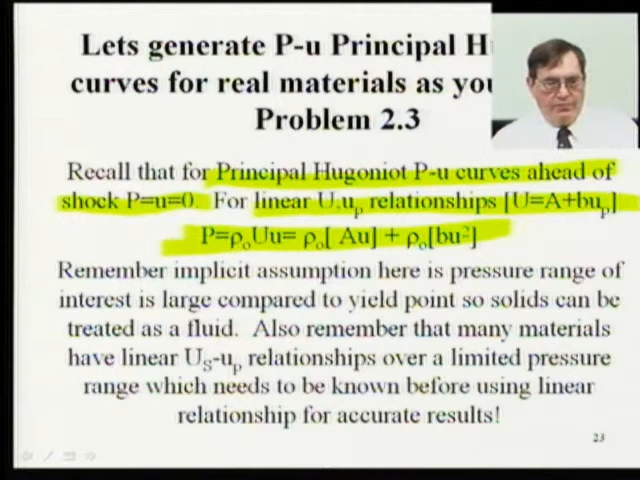 Lets generate P-u Principal H
curves for real materials as you
Problem 2.3
Recall that for Principal Hugoniot P-u curves ahead of
shock P=u=0. For linear U,uₚ relationships [U=A+buₚ]
P=ρₒUu= ρₒ[ Au] + ρₒ[bu²]
Remember implicit assumption here is pressure range of
interest is large compared to yield point so solids can be
treated as a fluid. Also remember that many materials
have linear Uₛ-uₚ relationships over a limited pressure
range which needs to be known before using linear
relationship for accurate results!
23